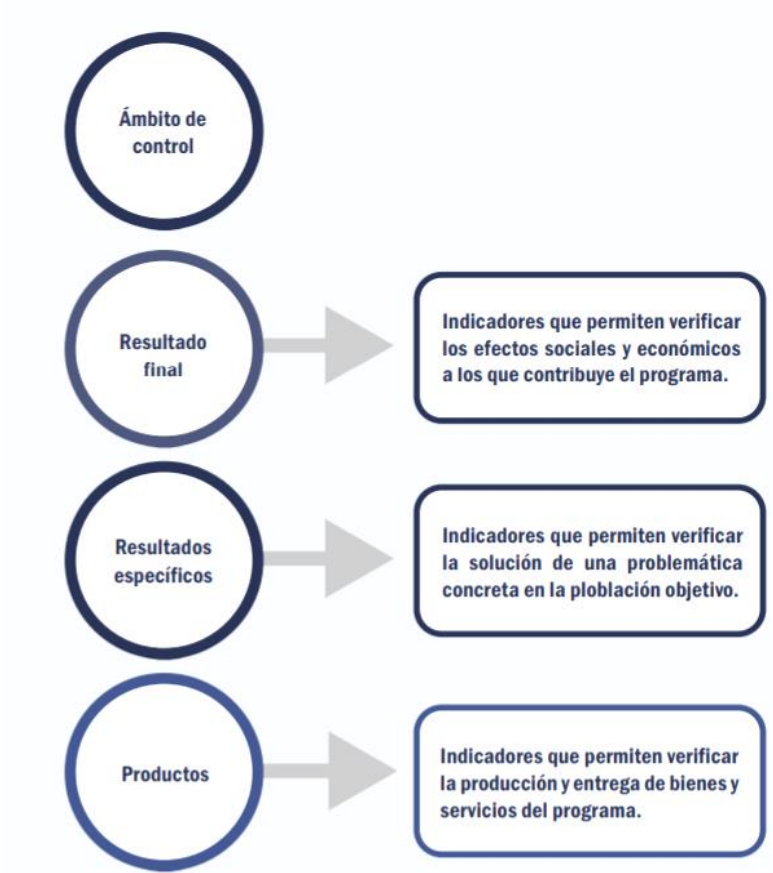 Ámbito de
control
Resultado
final
Indicadores que permiten verificar
los efectos sociales y económicos
a los que contribuye el programa.
Resultados
específicos
Indicadores que permiten verificar
la solución de una problemática
concreta en la ploblación objetivo.
Productos
Indicadores que permiten verificar
la producción y entrega de bienes y
servicios del programa.